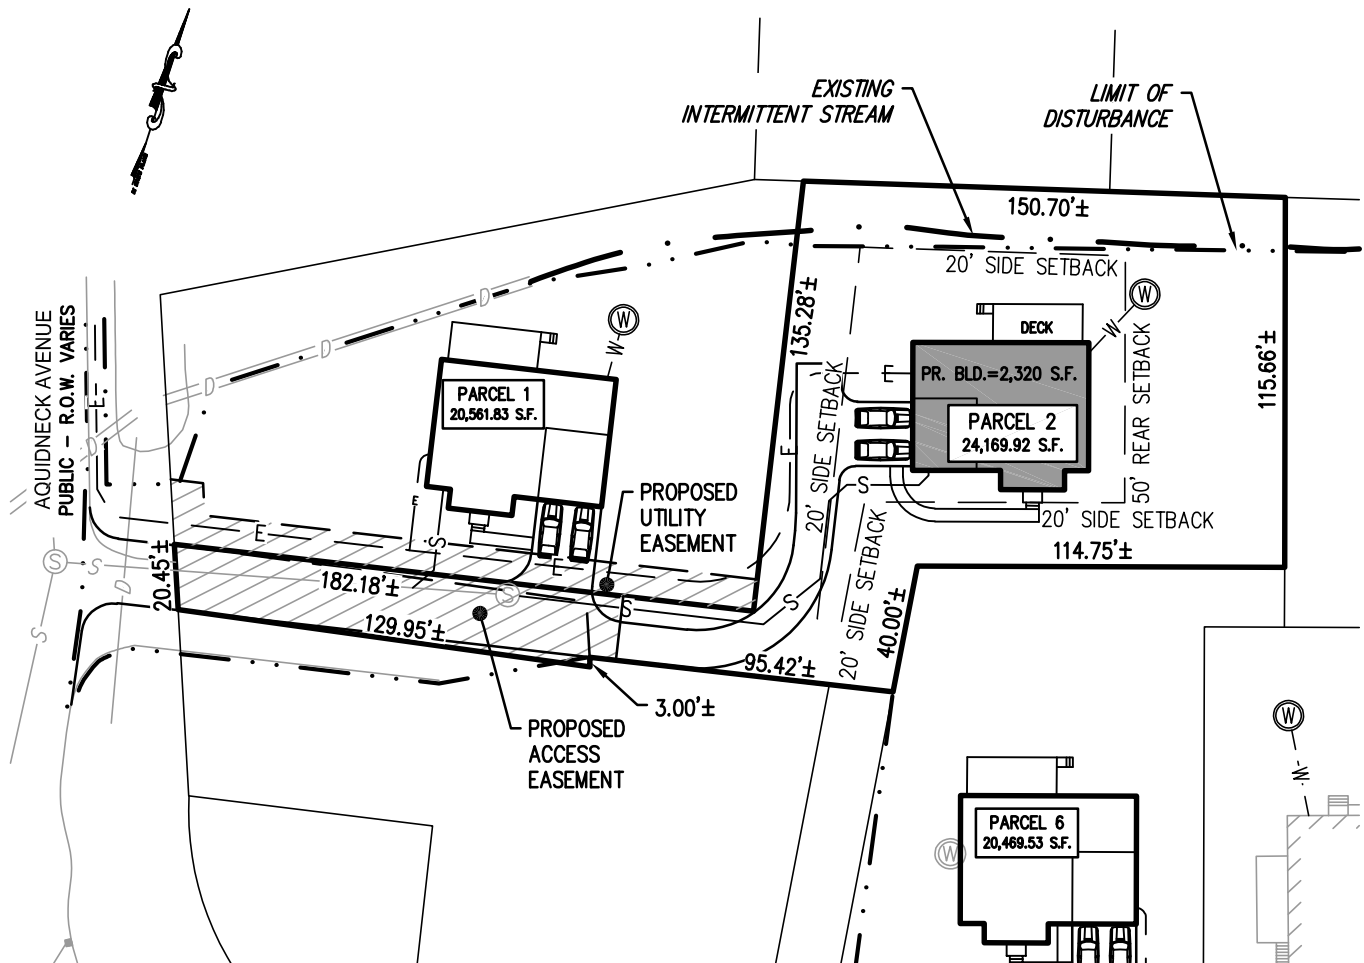 EXISTING
INTERMITTENT STREAM
LIMIT OF
DISTURBANCE
150.70'±
20' SIDE SETBACK
135.28'±
115.66'±
AQUIDNECK AVENUE
PUBLIC - R.O.W. VARIES
D
D
D
D
D
E
W
W
W
W
DECK
PR. BLD.=2,320 S.F.
PARCEL 1
20,561.83 S.F.
PARCEL 2
24,169.92 S.F.
E
E
20' SIDE SETBACK
50' REAR SETBACK
S
PROPOSED
UTILITY
EASEMENT
20' SIDE SETBACK
20' SIDE SETBACK
114.75'±
E
E
E
S
S
S
S
S
S
S
20.45'±
182.18'±
129.95'±
95.42'±
40.00'±
3.00'±
PROPOSED
ACCESS
EASEMENT
W
W
PARCEL 6
20,469.53 S.F.
W